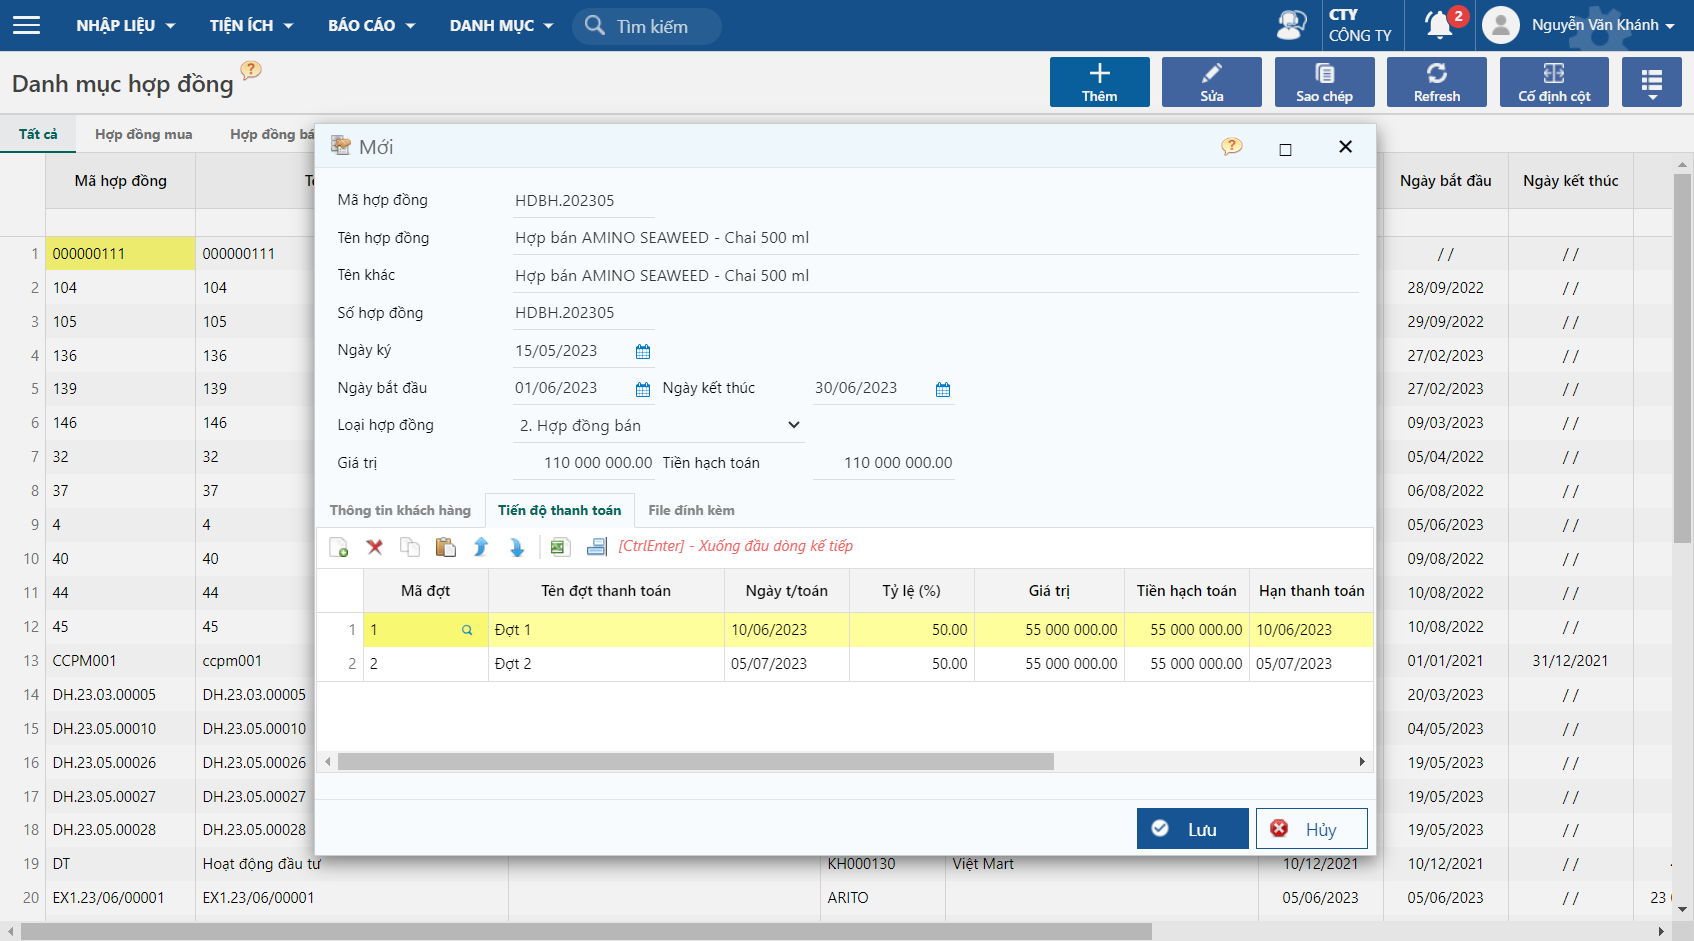 NHẬP LIỆU TIỆN ÍCH BÁO CÁO DANH MỤC Tìm kiếm CTY CÔNG TY 2 Nguyễn Văn Khánh
Danh mục hợp đồng ? Thêm Sửa Sao chép Refresh Cố định cột
Tất cả Hợp đồng mua Hợp đồng bá
Mới ?
Mã hợp đồng Ngày bắt đầu Ngày kết thúc
Mã hợp đồng HDBH.202305
Tên hợp đồng Hợp bán AMINO SEAWEED - Chai 500 ml
Tên khác Hợp bán AMINO SEAWEED - Chai 500 ml
Số hợp đồng HDBH.202305
Ngày ký 15/05/2023
Ngày bắt đầu 01/06/2023 Ngày kết thúc 30/06/2023
Loại hợp đồng 2. Hợp đồng bán
Giá trị 110 000 000.00 Tiền hạch toán 110 000 000.00
Thông tin khách hàng Tiến độ thanh toán File đính kèm
[CtrlEnter] - Xuống đầu dòng kế tiếp
Mã đợt Tên đợt thanh toán Ngày t/toán Tỷ lệ (%) Giá trị Tiền hạch toán Hạn thanh toán
1 1 Đợt 1 10/06/2023 50.00 55 000 000.00 55 000 000.00 10/06/2023
2 2 Đợt 2 05/07/2023 50.00 55 000 000.00 55 000 000.00 05/07/2023
Lưu Hủy
1 000000111 000000111 / / / /
2 104 104 28/09/2022 / /
3 105 105 29/09/2022 / /
4 136 136 27/02/2023 / /
5 139 139 27/02/2023 / /
6 146 146 09/03/2023 / /
7 32 32 05/04/2022 / /
8 37 37 06/08/2022 / /
9 4 4 05/06/2023 / /
10 40 40 09/08/2022 / /
11 44 44 10/08/2022 / /
12 45 45 10/08/2022 / /
13 CCPM001 ccpm001 01/01/2021 31/12/2021
14 DH.23.03.00005 DH.23.03.00005 20/03/2023 / /
15 DH.23.05.00010 DH.23.05.00010 04/05/2023 / /
16 DH.23.05.00026 DH.23.05.00026 19/05/2023 / /
17 DH.23.05.00027 DH.23.05.00027 19/05/2023 / /
18 DH.23.05.00028 DH.23.05.00028 19/05/2023 / /
19 DT Hoạt động đầu tư KH000130 Việt Mart 10/12/2021 10/12/2021 / /
20 EX1.23/06/00001 EX1.23/06/00001 ARITO 05/06/2023 05/06/2023 / / 23